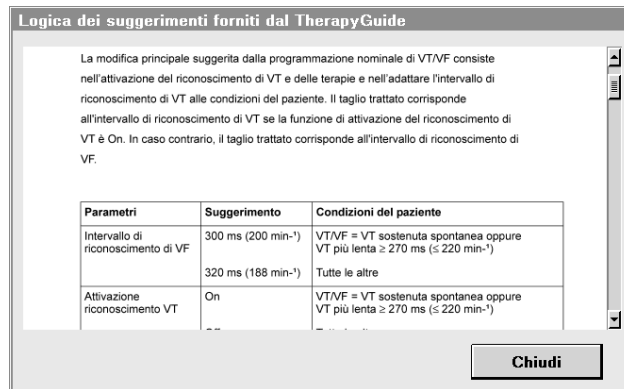 Logica dei suggerimenti forniti dal TherapyGuide
La modifica principale suggerita dalla programmazione nominale di VT/VF consiste
nell'attivazione del riconoscimento di VT e delle terapie e nell'adattare l'intervallo di
riconoscimento di VT alle condizioni del paziente. Il taglio trattato corrisponde
all'intervallo di riconoscimento di VT se la funzione di attivazione del riconoscimento di
VT è On. In caso contrario, il taglio trattato corrisponde all'intervallo di riconoscimento di
VF.
Parametri Suggerimento Condizioni del paziente
Intervallo di riconoscimento di VF 300 ms (200 min-¹) VT/VF = VT sostenuta spontanea oppure
VT più lenta ≥ 270 ms (≤ 220 min-¹)
320 ms (188 min-¹) Tutte le altre
Attivazione riconoscimento VT On VT/VF = VT sostenuta spontanea oppure
VT più lenta ≥ 270 ms (≤ 220 min-¹)
Chiudi